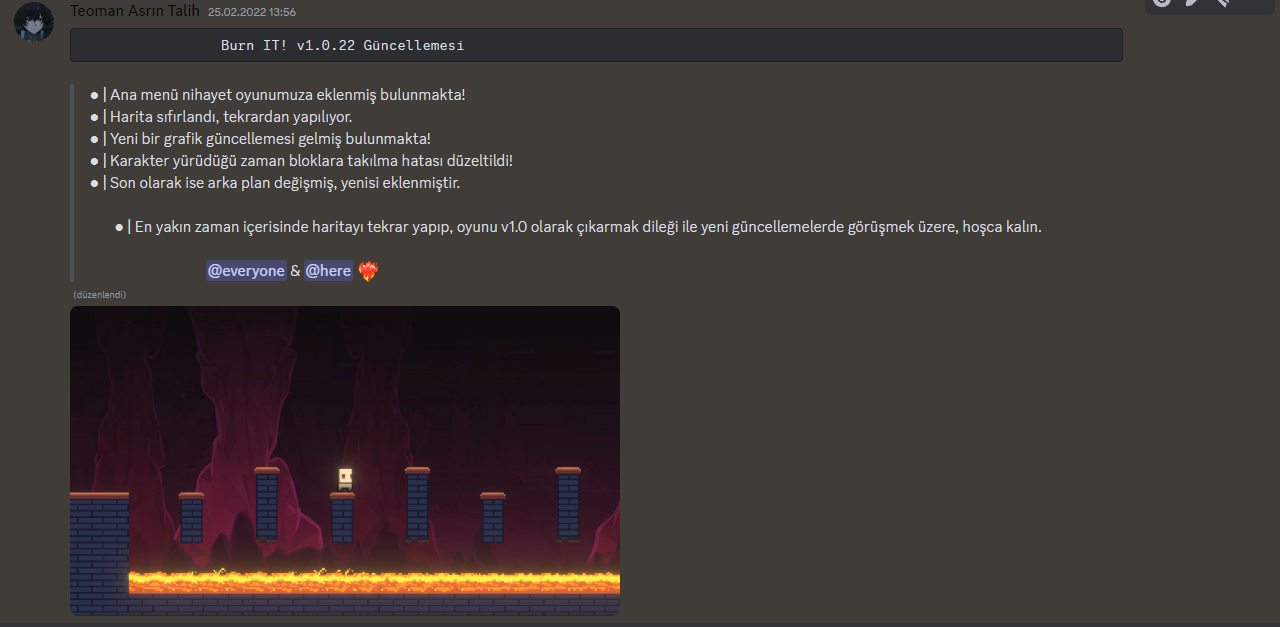 Teoman Asrın Talih 25.02.2022 13:56
Burn IT! v1.0.22 Güncellemesi
● | Ana menü nihayet oyunumuza eklenmiş bulunmakta!
● | Harita sıfırlandı, tekrardan yapılıyor.
● | Yeni bir grafik güncellemesi gelmiş bulunmakta!
● | Karakter yürüdüğü zaman bloklara takılma hatası düzeltildi!
● | Son olarak ise arka plan değişmiş, yenisi eklenmiştir.
● | En yakın zaman içerisinde haritayı tekrar yapıp, oyunu v1.0 olarak çıkarmak dileği ile yeni güncellemelerde görüşmek üzere, hoşca kalın.
@everyone & @here ❤️‍🔥
(düzenlendi)